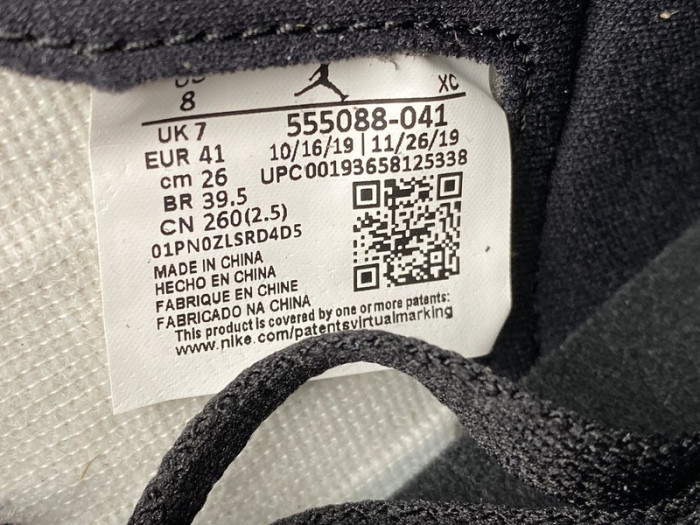 8
XC
UK 7
555088-041
EUR 41
10/16/19 | 11/26/19
cm 26
UPC00193658125338
BR 39.5
CN 260(2.5)
01PN0ZLSRD4D5
MADE IN CHINA
HECHO EN CHINA
FABRIQUE EN CHINE
FABRICADO NA CHINA
This product is covered by one or more patents:
www.nike.com/patentsvirtualmarking